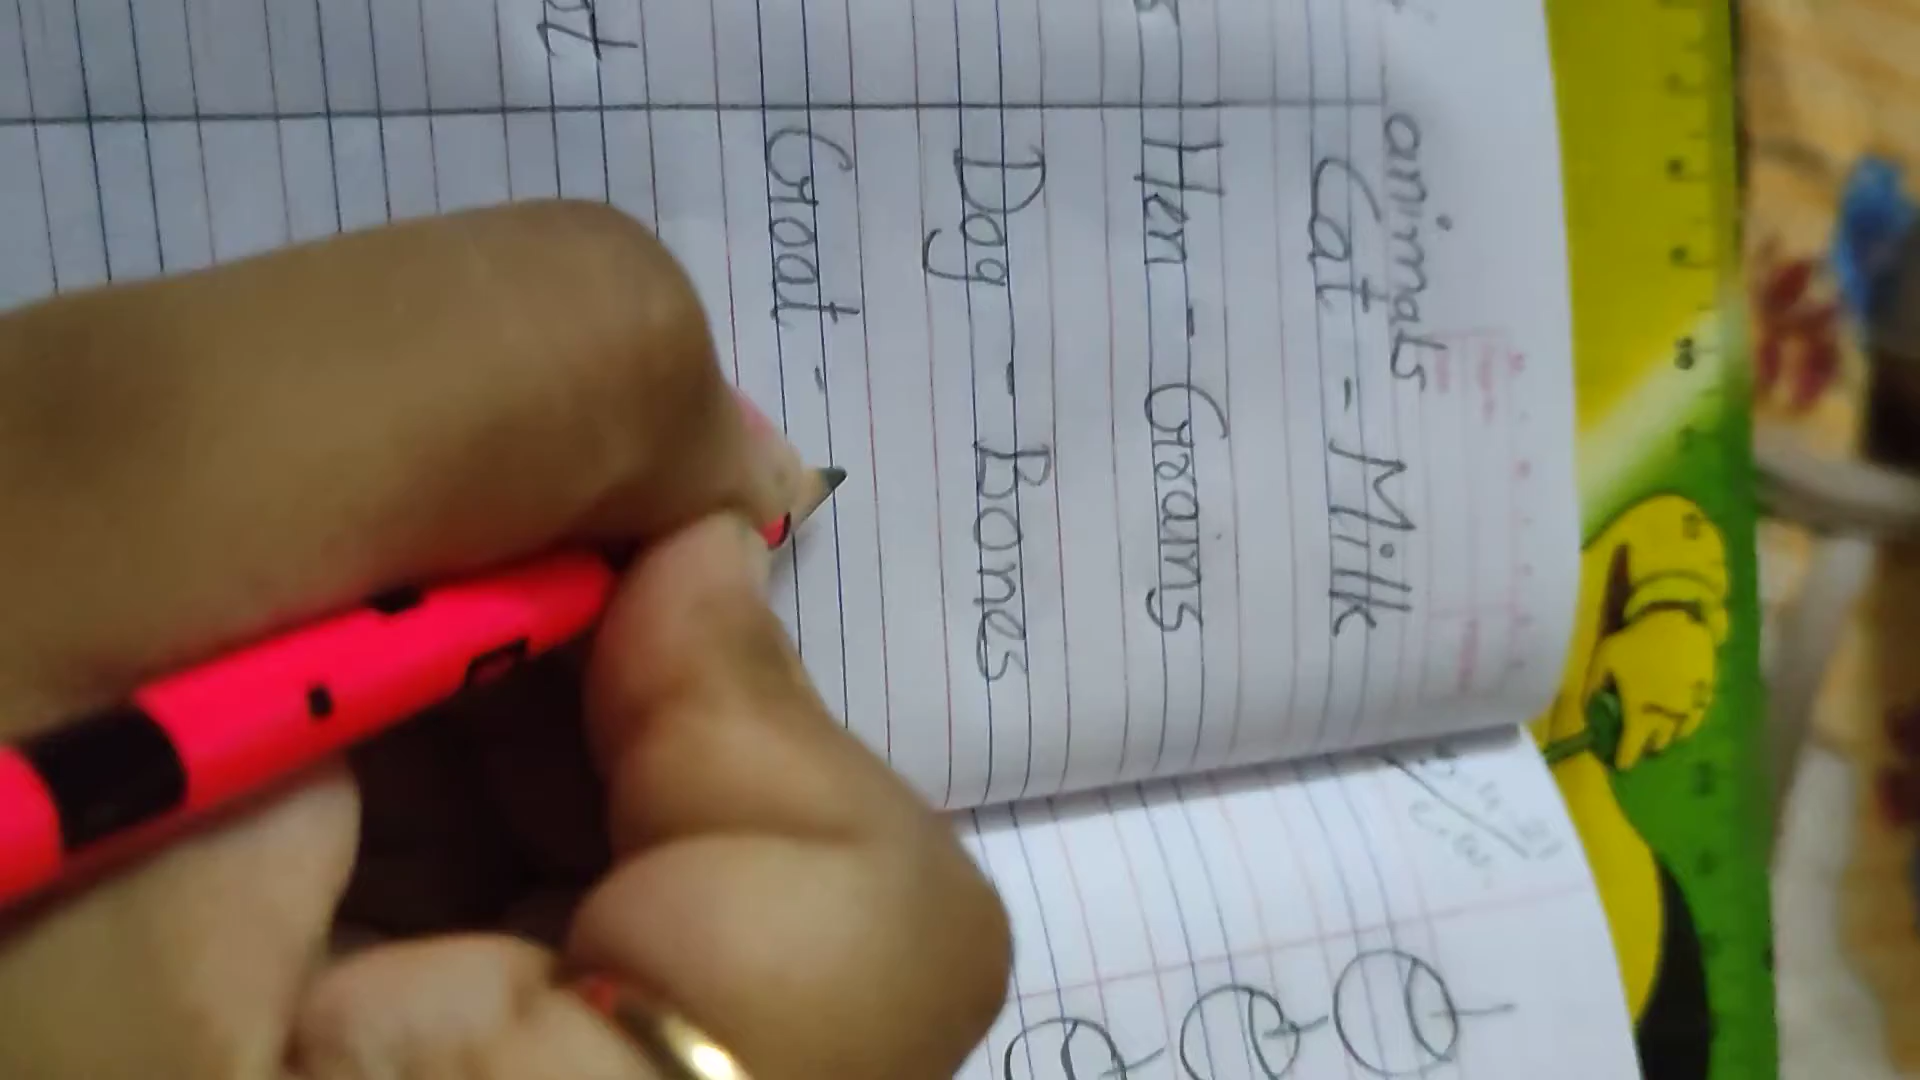 animals
Cat - Milk
Hen - Grains
Dog - Bones
Goat -